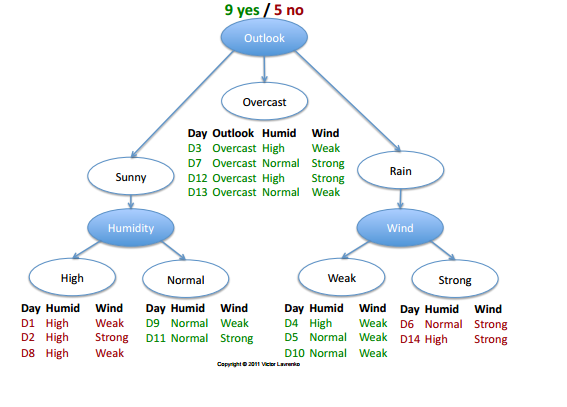 9 yes / 5 no
Outlook
Overcast
Day Outlook Humid Wind
D3 Overcast High Weak
D7 Overcast Normal Strong
D12 Overcast High Strong
D13 Overcast Normal Weak
Sunny
Rain
Humidity
Wind
High
Normal
Weak
Strong
Day Humid Wind
D1 High Weak
D2 High Strong
D8 High Weak
Day Humid Wind
D9 Normal Weak
D11 Normal Strong
Day Humid Wind
D4 High Weak
D5 Normal Weak
D10 Normal Weak
Day Humid Wind
D6 Normal Strong
D14 High Strong
Copyright © 2011 Victor Lavrenko